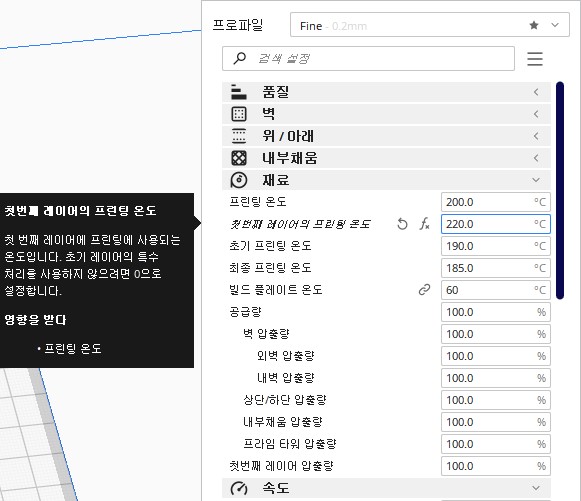 프로파일
Fine - 0.2mm
검색 설정
품질
벽
위 / 아래
내부채움
재료
프린팅 온도 200.0 °C
첫번째 레이어의 프린팅 온도 220.0 °C
초기 프린팅 온도 190.0 °C
최종 프린팅 온도 185.0 °C
빌드 플레이트 온도 60 °C
공급량 100.0 %
벽 압출량 100.0 %
외벽 압출량 100.0 %
내벽 압출량 100.0 %
상단/하단 압출량 100.0 %
내부채움 압출량 100.0 %
프라임 타워 압출량 100.0 %
첫번째 레이어 압출량 100.0 %
속도
첫번째 레이어의 프린팅 온도
첫 번째 레이어에 프린팅에 사용되는
온도입니다. 초기 레이어의 특수
처리를 사용하지 않으려면 0으로
설정합니다.
영향을 받다
• 프린팅 온도